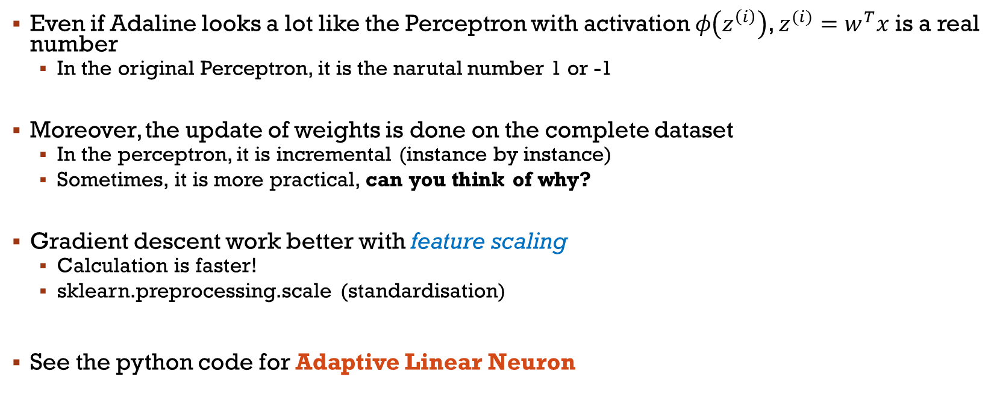 ▪ Even if Adaline looks a lot like the Perceptron with activation ϕ(z⁽ⁱ⁾), z⁽ⁱ⁾ = wᵀx is a real
number
▪ In the original Perceptron, it is the narutal number 1 or -1
▪ Moreover, the update of weights is done on the complete dataset
▪ In the perceptron, it is incremental (instance by instance)
▪ Sometimes, it is more practical, can you think of why?
▪ Gradient descent work better with feature scaling
▪ Calculation is faster!
▪ sklearn.preprocessing.scale (standardisation)
▪ See the python code for Adaptive Linear Neuron